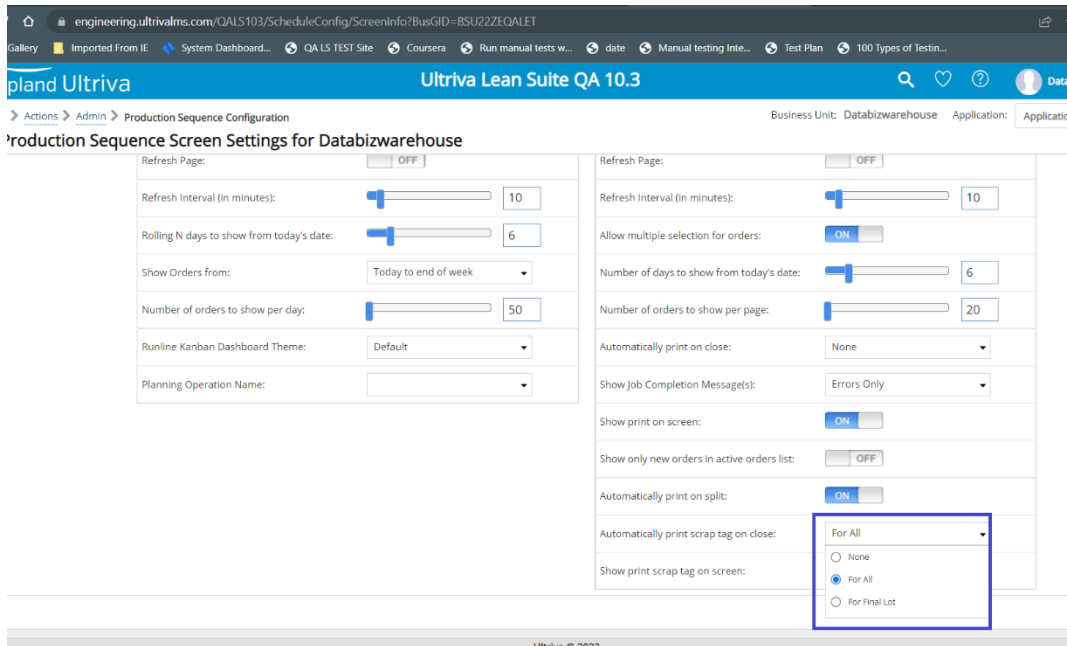 engineering.ultrivalms.com/QALS103/ScheduleConfig/ScreenInfo?BusGID=BSU22ZEQALET
Gallery Imported From IE System Dashboard... QA LS TEST Site Coursera Run manual tests w... date Manual testing Inte... Test Plan 100 Types of Testin...
pland Ultriva Ultriva Lean Suite QA 10.3 Data
> Actions > Admin > Production Sequence Configuration Business Unit: Databizwarehouse Application: Applicatio
Production Sequence Screen Settings for Databizwarehouse
Refresh Page: OFF Refresh Page: OFF
Refresh Interval (in minutes): 10 Refresh Interval (in minutes): 10
Rolling N days to show from today's date: 6 Allow multiple selection for orders: ON
Show Orders from: Today to end of week Number of days to show from today's date: 6
Number of orders to show per day: 50 Number of orders to show per page: 20
Runline Kanban Dashboard Theme: Default Automatically print on close: None
Planning Operation Name: Show Job Completion Message(s): Errors Only
Show print on screen: ON
Show only new orders in active orders list: OFF
Automatically print on split: ON
Automatically print scrap tag on close: For All
None
Show print scrap tag on screen: For All
For Final Lot